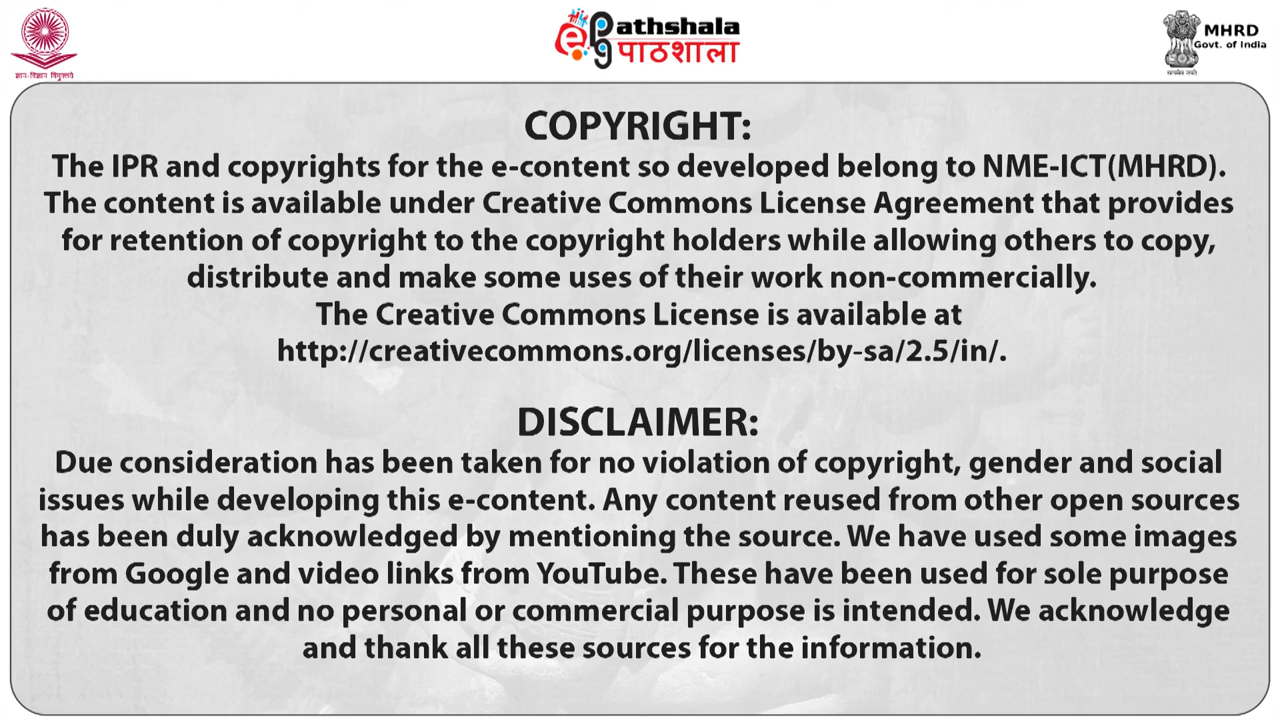 ज्ञान-विज्ञान विमुक्तये
ePathshala
पाठशाला
सत्यमेव जयते
MHRD
Govt. of India
COPYRIGHT:
The IPR and copyrights for the e-content so developed belong to NME-ICT(MHRD).
The content is available under Creative Commons License Agreement that provides
for retention of copyright to the copyright holders while allowing others to copy,
distribute and make some uses of their work non-commercially.
The Creative Commons License is available at
http://creativecommons.org/licenses/by-sa/2.5/in/.
DISCLAIMER:
Due consideration has been taken for no violation of copyright, gender and social
issues while developing this e-content. Any content reused from other open sources
has been duly acknowledged by mentioning the source. We have used some images
from Google and video links from YouTube. These have been used for sole purpose
of education and no personal or commercial purpose is intended. We acknowledge
and thank all these sources for the information.